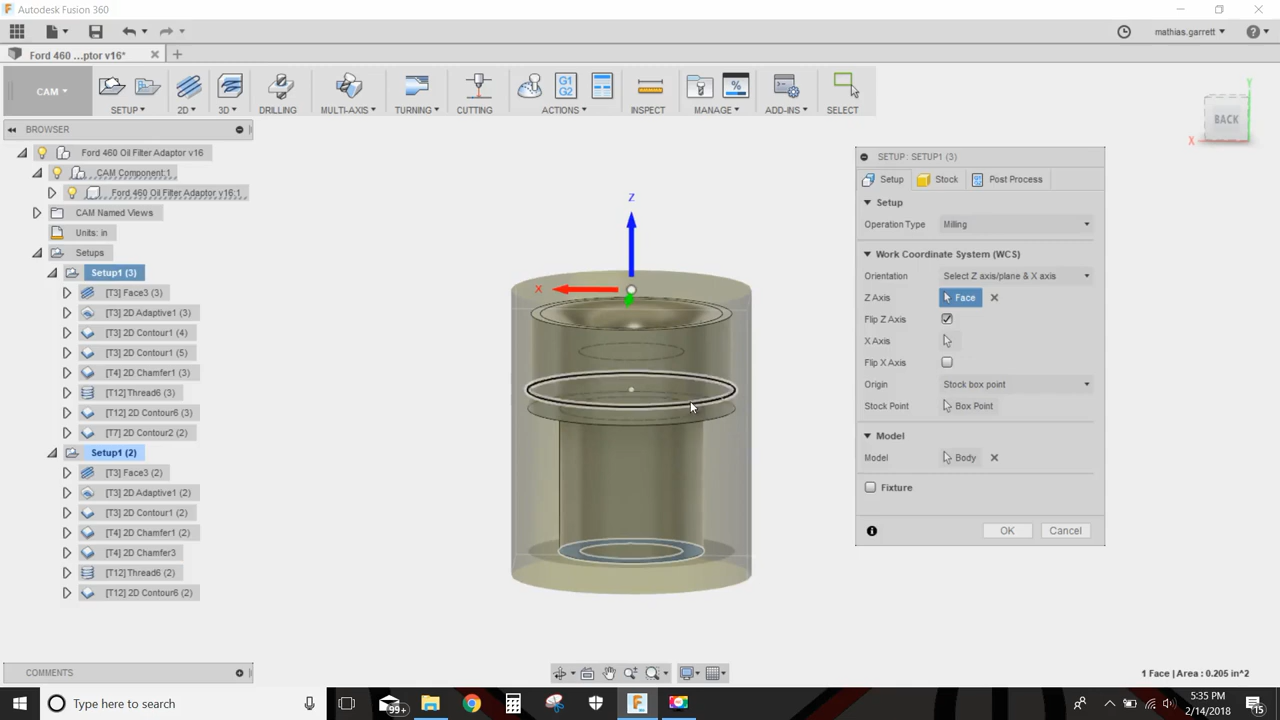 Autodesk Fusion 360
mathias.garrett
Ford 460 ...ptor v16*
CAM
SETUP
2D
3D
DRILLING
MULTI-AXIS
TURNING
CUTTING
G1
G2
ACTIONS
INSPECT
MANAGE
ADD-INS
SELECT
BROWSER
Ford 460 Oil Filter Adaptor v16
CAM Component:1
Ford 460 Oil Filter Adaptor v16:1
CAM Named Views
Units: in
Setups
Setup1 (3)
[T3] Face3 (3)
[T3] 2D Adaptive1 (3)
[T3] 2D Contour1 (4)
[T3] 2D Contour1 (5)
[T4] 2D Chamfer1 (3)
[T12] Thread6 (3)
[T12] 2D Contour6 (3)
[T7] 2D Contour2 (2)
Setup1 (2)
[T3] Face3 (2)
[T3] 2D Adaptive1 (2)
[T3] 2D Contour1 (2)
[T4] 2D Chamfer1 (2)
[T4] 2D Chamfer3
[T12] Thread6 (2)
[T12] 2D Contour6 (2)
COMMENTS
Z
X
Y
BACK
X
SETUP: SETUP1 (3)
Setup Stock Post Process
Setup
Operation Type Milling
Work Coordinate System (WCS)
Orientation Select Z axis/plane & X axis
Z Axis Face
Flip Z Axis
X Axis
Flip X Axis
Origin Stock box point
Stock Point Box Point
Model
Model Body
Fixture
OK Cancel
1 Face | Area : 0.205 in^2
Type here to search
99+
5:35 PM
2/14/2018
15